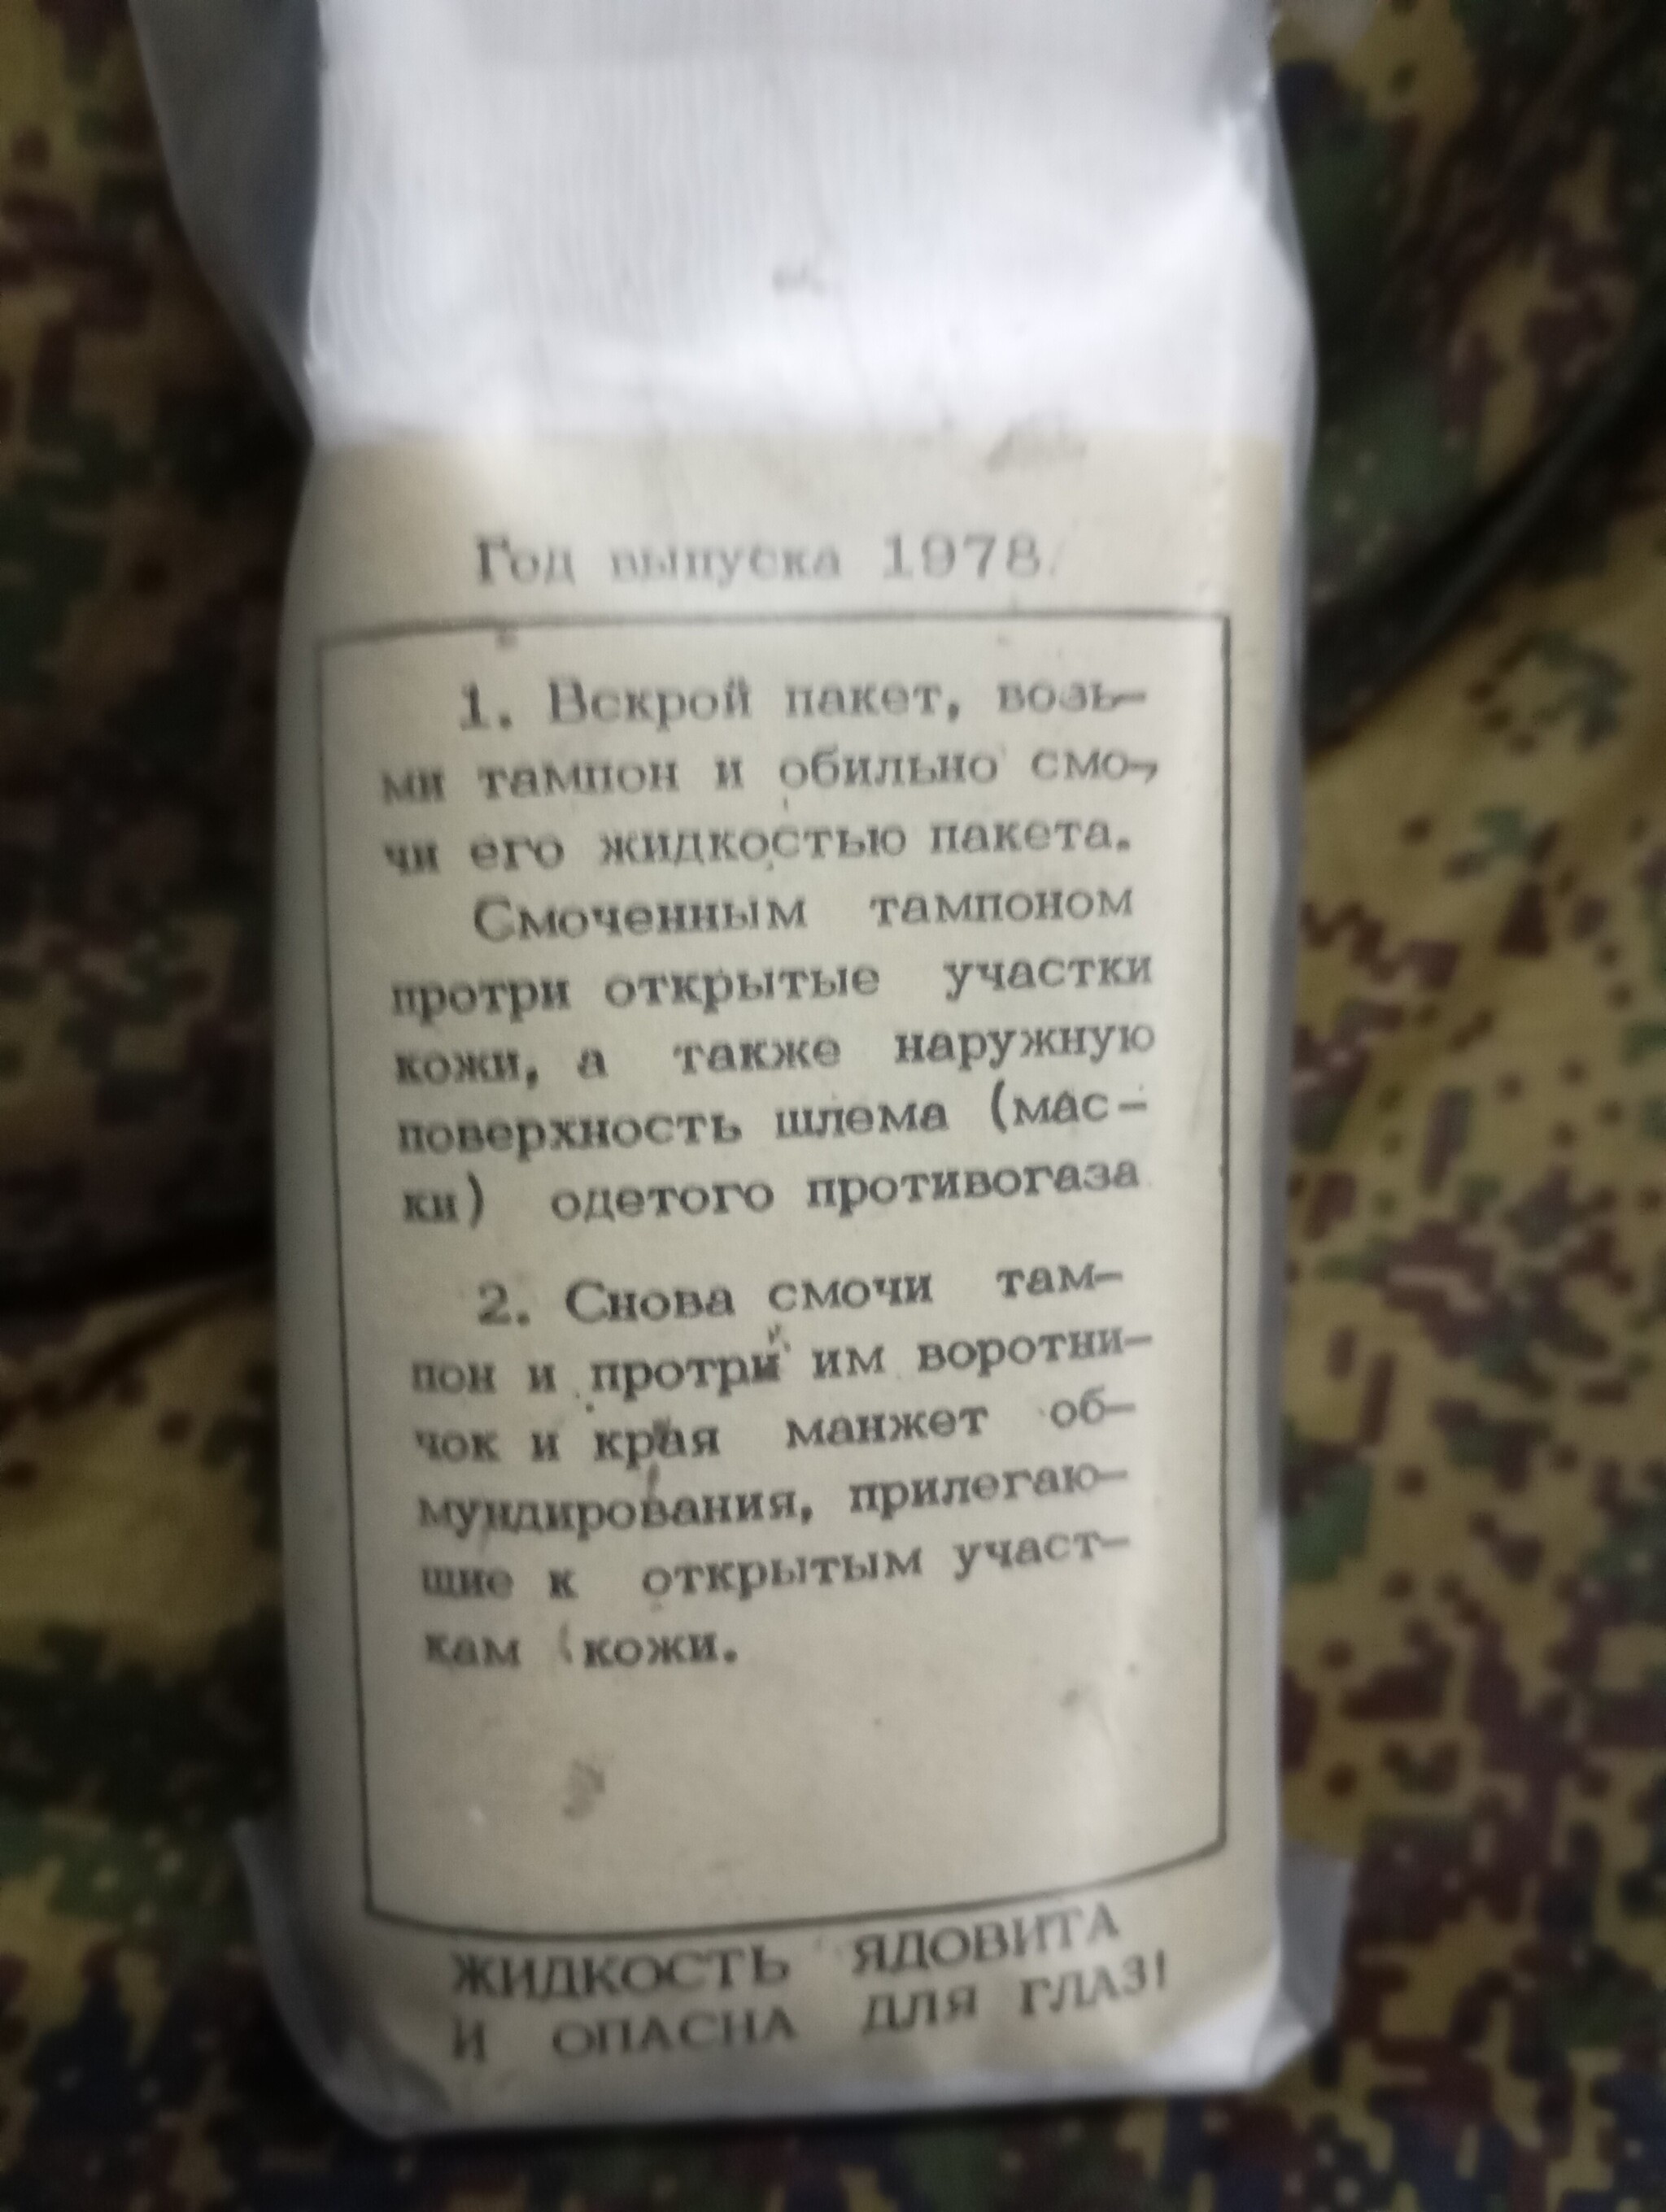 Год выпуска 1978.
1. Вскрой пакет, возь-
ми тампон и обильно смо-
чи его жидкостью пакета.
Смоченным тампоном
протри открытые участки
кожи, а также наружную
поверхность шлема (мас-
ки) одетого противогаза
2. Снова смочи там-
пон и протри им воротни-
чок и края манжет об-
мундирования, прилегаю-
щие к открытым участ-
кам кожи.
ЖИДКОСТЬ ЯДОВИТА
И ОПАСНА ДЛЯ ГЛАЗ!